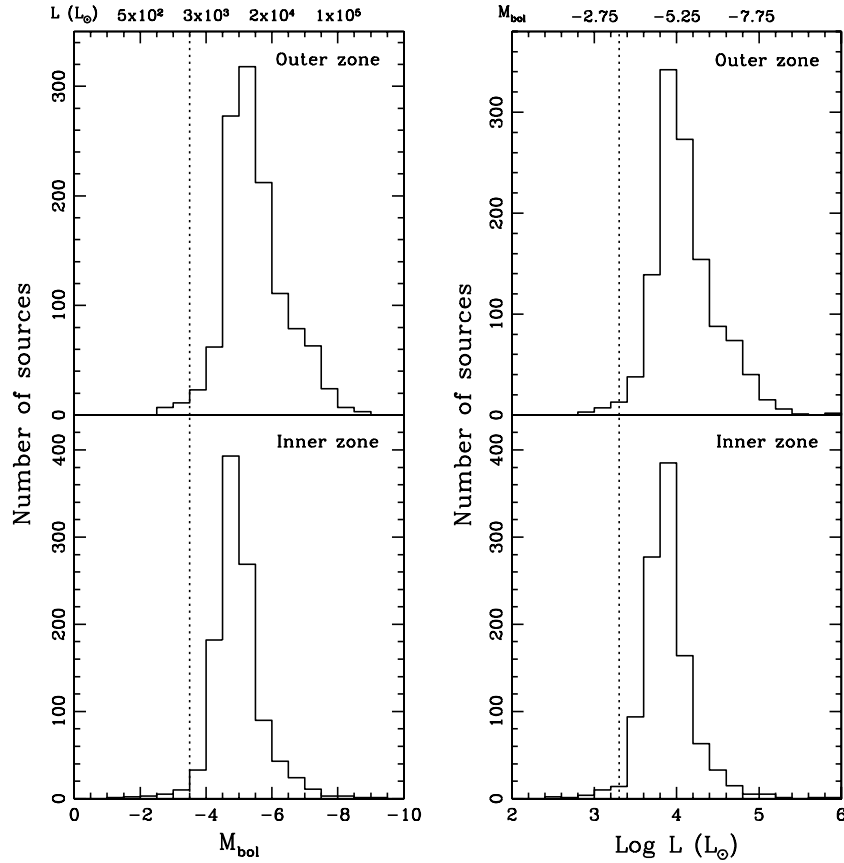 L (L⊙) 5x10² 3x10³ 2x10⁴ 1x10⁵
Outer zone
300
200
100
0
Number of sources
Inner zone
400
300
200
100
0
0 −2 −4 −6 −8 −10
M_bol
M_bol −2.75 −5.25 −7.75
Outer zone
300
200
100
0
Number of sources
Inner zone
400
300
200
100
0
2 3 4 5 6
Log L (L⊙)